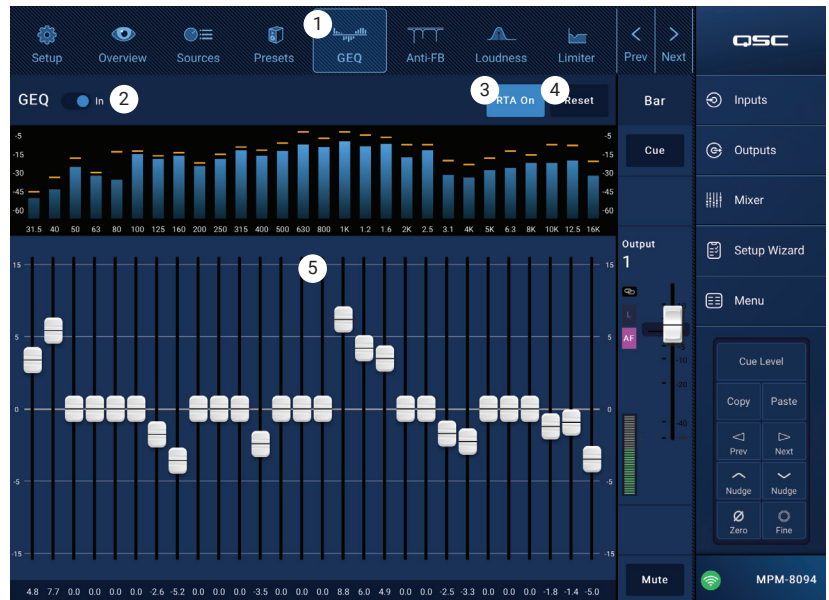 1
Setup Overview Sources Presets GEQ Anti-FB Loudness Limiter Prev Next
QSC
GEQ In 2 3 RTA On 4 Reset
Bar
Inputs
-5 -5
-15 -15
-30 -30
-45 -45
-60 -60
31.5 40 50 63 80 100 125 160 200 250 315 400 500 630 800 1K 1.2 1.6 2K 2.5 3.1 4K 5K 6.3 8K 10K 12.5 16K
Cue
Outputs
Mixer
5
15 15
5 5
0 0
-5 -5
-15 -15
4.8 7.7 0.0 0.0 0.0 0.0 -2.6 -5.2 0.0 0.0 0.0 -3.5 0.0 0.0 0.0 8.8 6.0 4.9 0.0 0.0 -2.5 -3.3 0.0 0.0 0.0 -1.8 -1.4 -5.0
Output
1
L
AF
-10
-20
-40
Mute
Setup Wizard
Menu
Cue Level
Copy Paste
Prev Next
Nudge Nudge
Zero Fine
MPM-8094